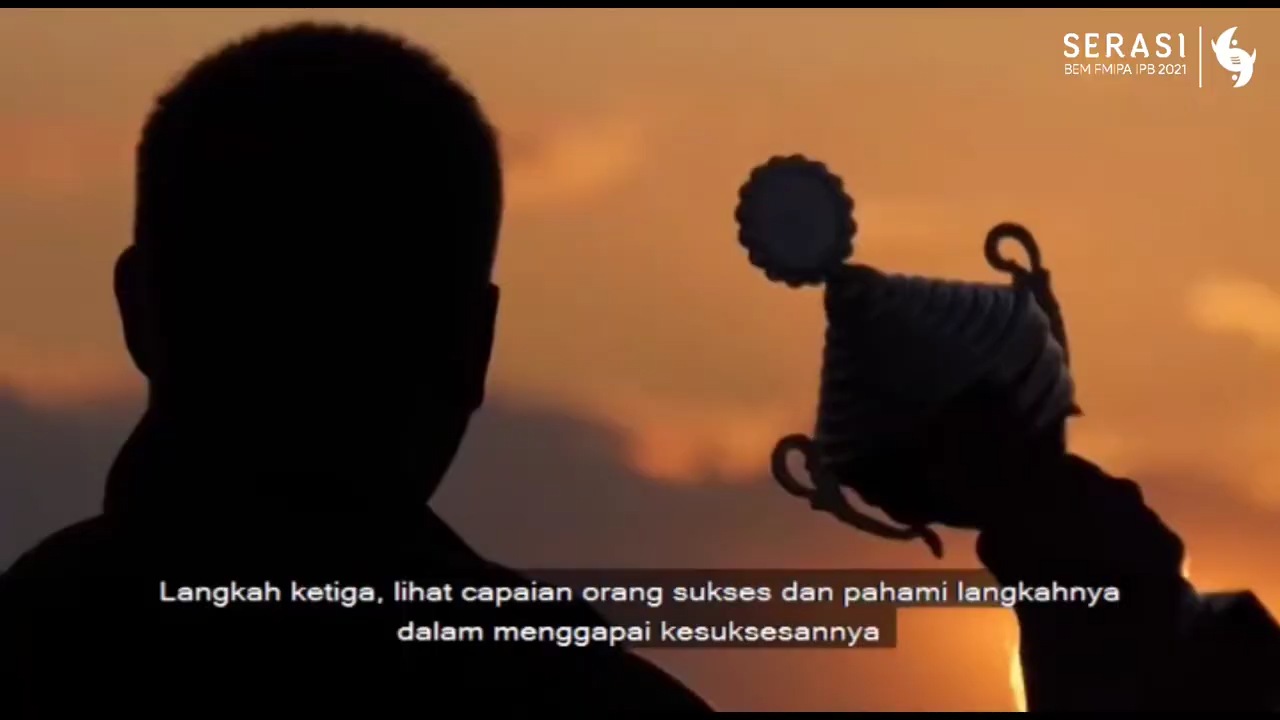 SERASI
BEM FMIPA IPB 2021
Langkah ketiga, lihat capaian orang sukses dan pahami langkahnya
dalam menggapai kesuksesannya